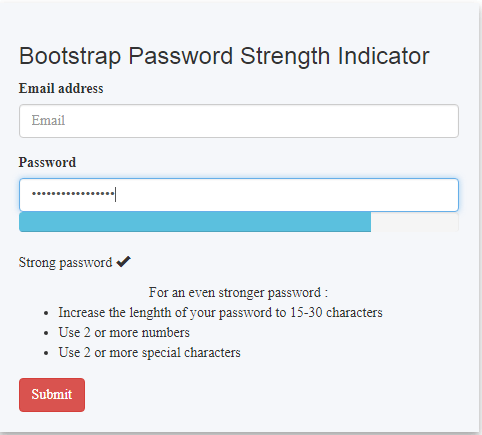 Bootstrap Password Strength Indicator
Email address
Email
Password
•••••••••••••••••
Strong password ✔
For an even stronger password :
• Increase the lenghth of your password to 15-30 characters
• Use 2 or more numbers
• Use 2 or more special characters
Submit